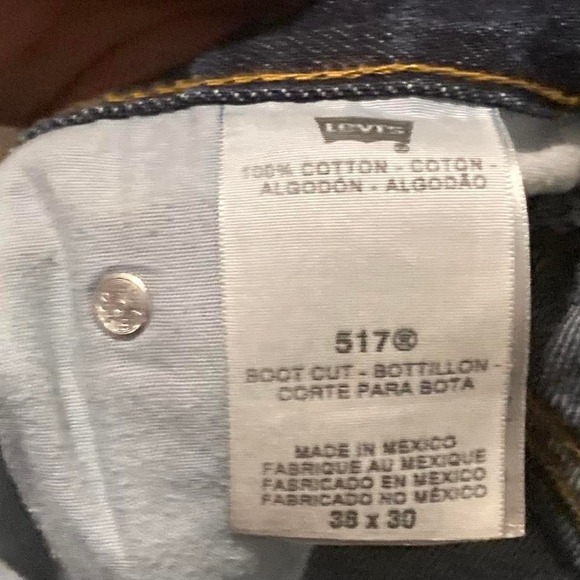 LEVI'S
®
100% COTTON - COTON -
ALGODÓN - ALGODÃO
517®
BOOT CUT - BOTTILLON -
CORTE PARA BOTA
MADE IN MEXICO
FABRIQUE AU MEXIQUE
FABRICADO EN MEXICO
FABRICADO NO MÉXICO
38 x 30